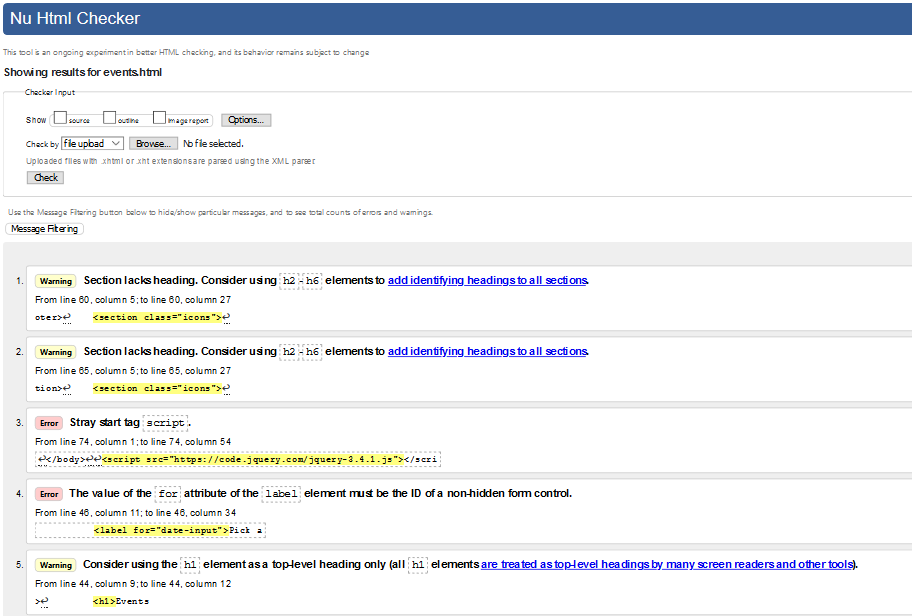 Nu Html Checker
This tool is an ongoing experiment in better HTML checking, and its behavior remains subject to change
Showing results for events.html
Checker Input
Show source outline image report Options...
Check by file upload Browse... No file selected.
Uploaded files with .xhtml or .xht extensions are parsed using the XML parser.
Check
Use the Message Filtering button below to hide/show particular messages, and to see total counts of errors and warnings.
Message Filtering
1. Warning Section lacks heading. Consider using h2-h6 elements to add identifying headings to all sections.
From line 60, column 5; to line 60, column 27
oter>↩ <section class="icons">↩
2. Warning Section lacks heading. Consider using h2-h6 elements to add identifying headings to all sections.
From line 65, column 5; to line 65, column 27
tion>↩ <section class="icons">↩
3. Error Stray start tag script.
From line 74, column 1; to line 74, column 54
↩</body>↩↩<script src="https://code.jquery.com/jquery-3.4.1.js"></scri
4. Error The value of the for attribute of the label element must be the ID of a non-hidden form control.
From line 46, column 11; to line 46, column 34
<label for="date-input">Pick a
5. Warning Consider using the h1 element as a top-level heading only (all h1 elements are treated as top-level headings by many screen readers and other tools).
From line 44, column 9; to line 44, column 12
>↩ <h1>Events